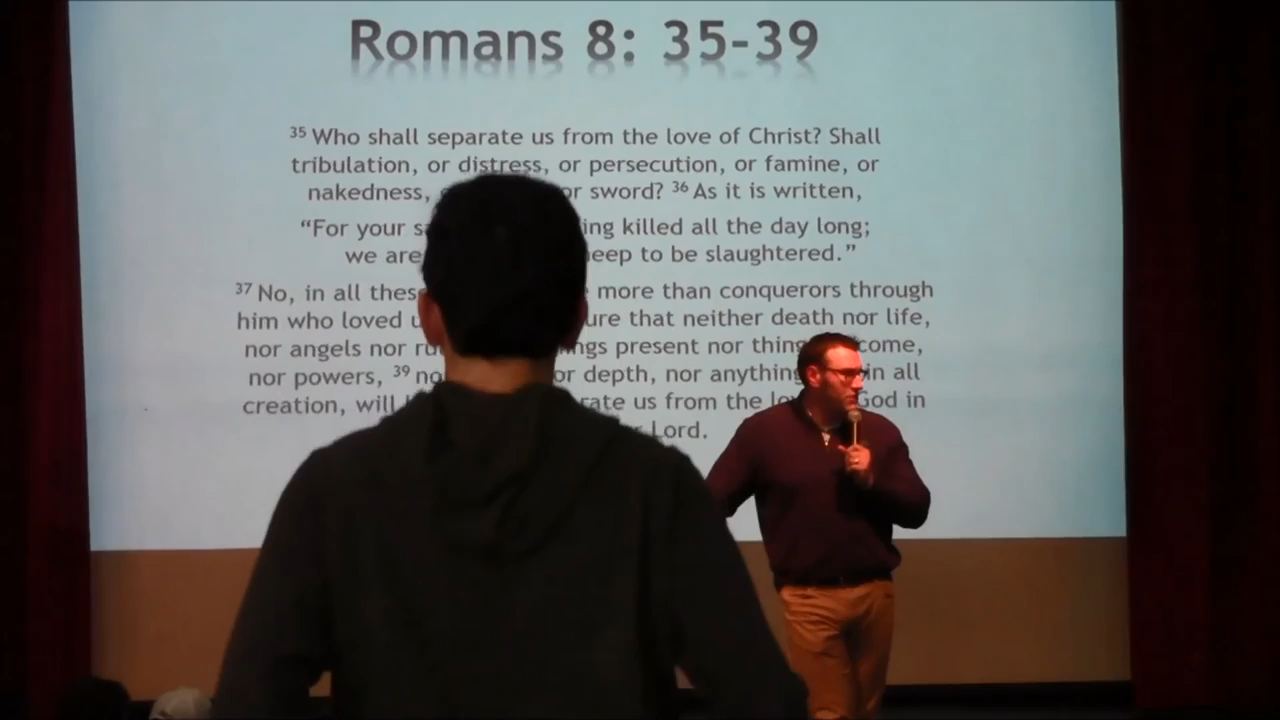 Romans 8: 35-39
35 Who shall separate us from the love of Christ? Shall
tribulation, or distress, or persecution, or famine, or
nakedness, or sword? 36 As it is written,
“For your killed all the day long;
we are to be slaughtered.”
37 No, in all more than conquerors through
him who loved that neither death nor life,
nor angels nor present nor come,
nor powers, 39 or depth, nor anything in all
creation, will us from the God in
Lord.